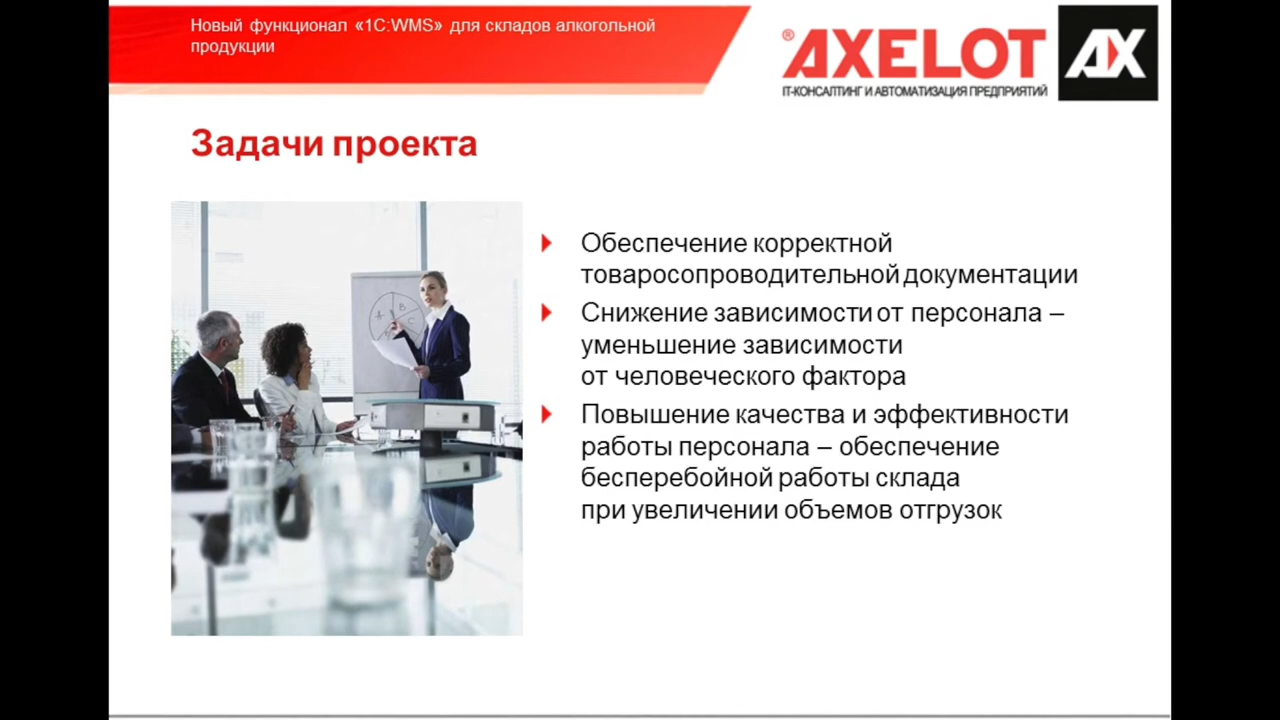 Новый функционал «1С:WMS» для складов алкогольной
продукции
® AXELOT AX
IT-КОНСАЛТИНГ И АВТОМАТИЗАЦИЯ ПРЕДПРИЯТИЙ
Задачи проекта
Обеспечение корректной
товаросопроводительной документации
Снижение зависимости от персонала –
уменьшение зависимости
от человеческого фактора
Повышение качества и эффективности
работы персонала – обеспечение
бесперебойной работы склада
при увеличении объемов отгрузок
A B
C